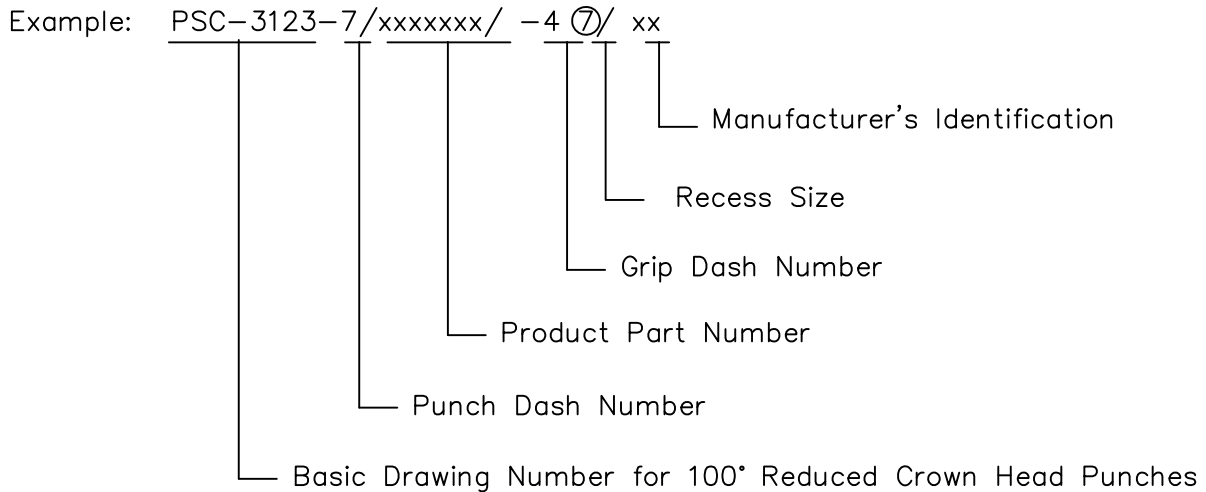 Example: PSC-3123-7/xxxxxxx/ -4 ⑦/ xx
Manufacturer's Identification
Recess Size
Grip Dash Number
Product Part Number
Punch Dash Number
Basic Drawing Number for 100° Reduced Crown Head Punches